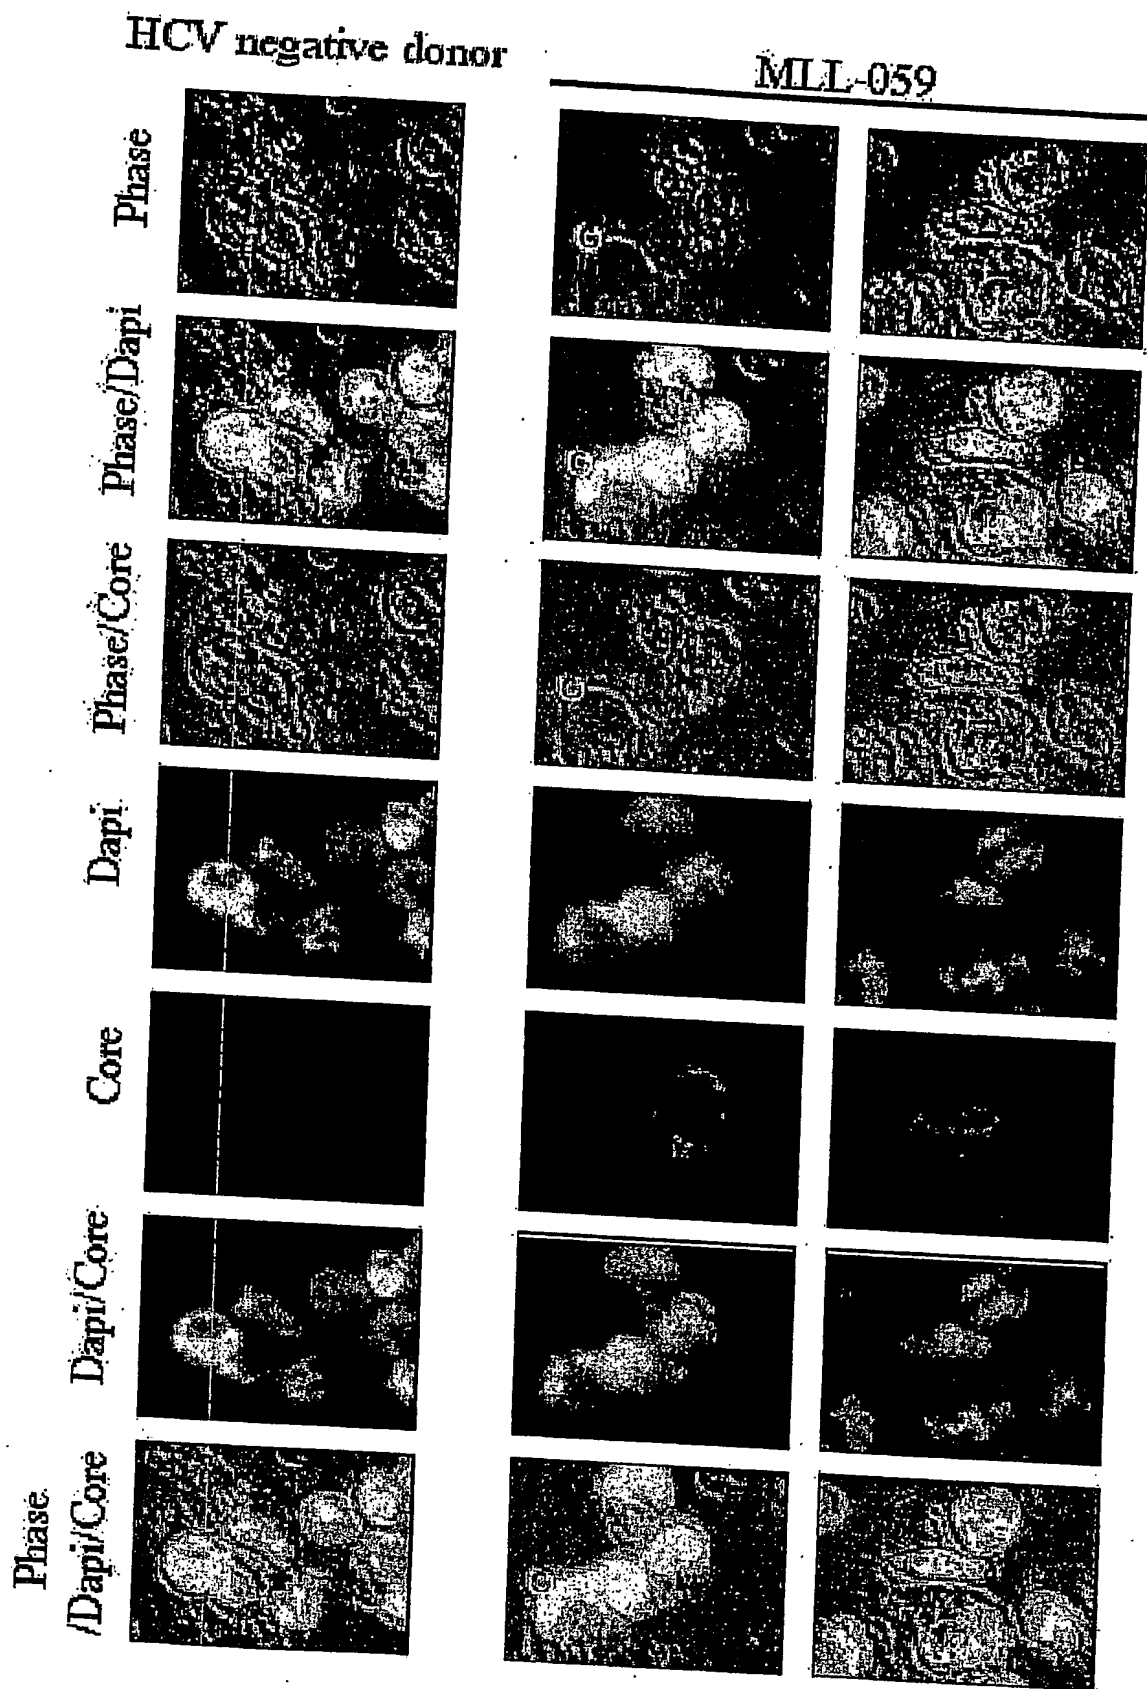 HCV negative donor
MLL-059
Phase
Phase/Dapi
Phase/Core
Dapi
Core
Dapi/Core
Phase
/Dapi/Core